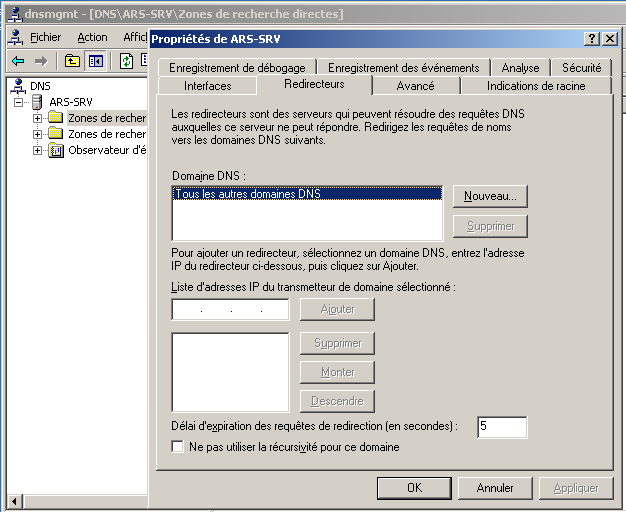 dnsmgmt - [DNS\ARS-SRV\Zones de recherche directes]
Fichier Action Affic
Propriétés de ARS-SRV
DNS
ARS-SRV
Zones de recher
Zones de recher
Observateur d'é
Enregistrement de débogage Enregistrement des événements Analyse Sécurité
Interfaces Redirecteurs Avancé Indications de racine
Les redirecteurs sont des serveurs qui peuvent résoudre des requêtes DNS
auxquelles ce serveur ne peut répondre. Redirigez les requêtes de noms
vers les domaines DNS suivants.
Domaine DNS :
Tous les autres domaines DNS
Nouveau...
Supprimer
Pour ajouter un redirecteur, sélectionnez un domaine DNS, entrez l'adresse
IP du redirecteur ci-dessous, puis cliquez sur Ajouter.
Liste d'adresses IP du transmetteur de domaine sélectionné :
. . .
Ajouter
Supprimer
Monter
Descendre
Délai d'expiration des requêtes de redirection (en secondes) : 5
Ne pas utiliser la récursivité pour ce domaine
OK Annuler Appliquer